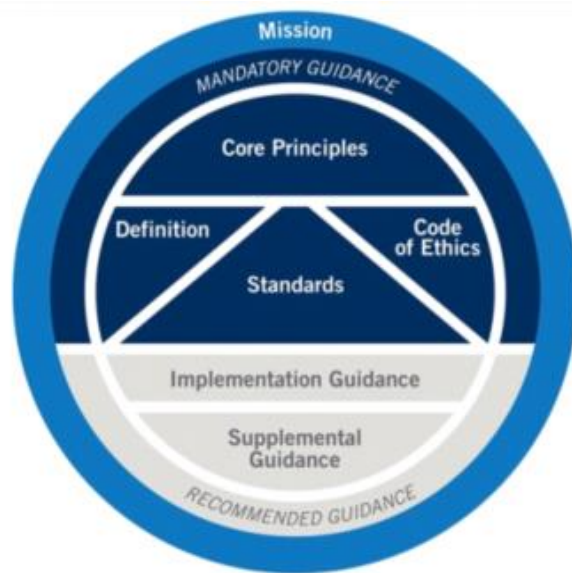 Mission
MANDATORY GUIDANCE
Core Principles
Definition
Code
of Ethics
Standards
Implementation Guidance
Supplemental
Guidance
RECOMMENDED GUIDANCE